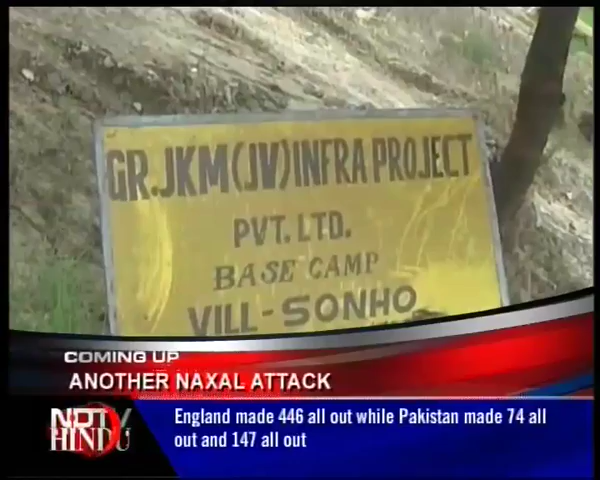 GR.JKM(JV)INFRA PROJECT
PVT. LTD.
BASE CAMP
VILL-SONHO
COMING UP
ANOTHER NAXAL ATTACK
NDTV
HINDU
England made 446 all out while Pakistan made 74 all
out and 147 all out